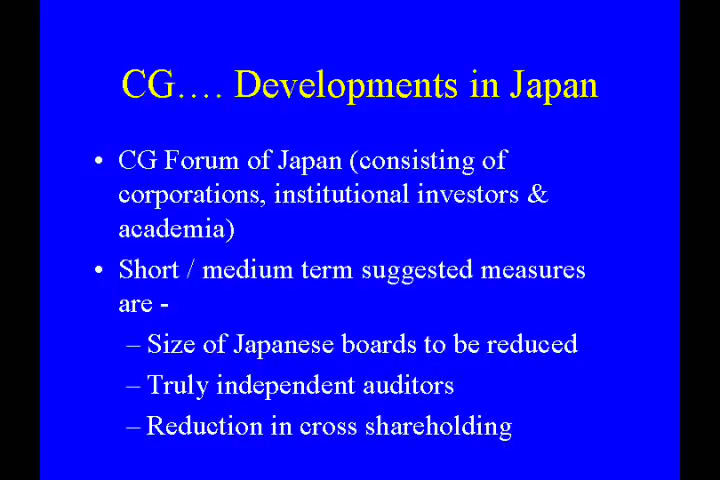 CG…. Developments in Japan
• CG Forum of Japan (consisting of
corporations, institutional investors &
academia)
• Short / medium term suggested measures
are -
– Size of Japanese boards to be reduced
– Truly independent auditors
– Reduction in cross shareholding